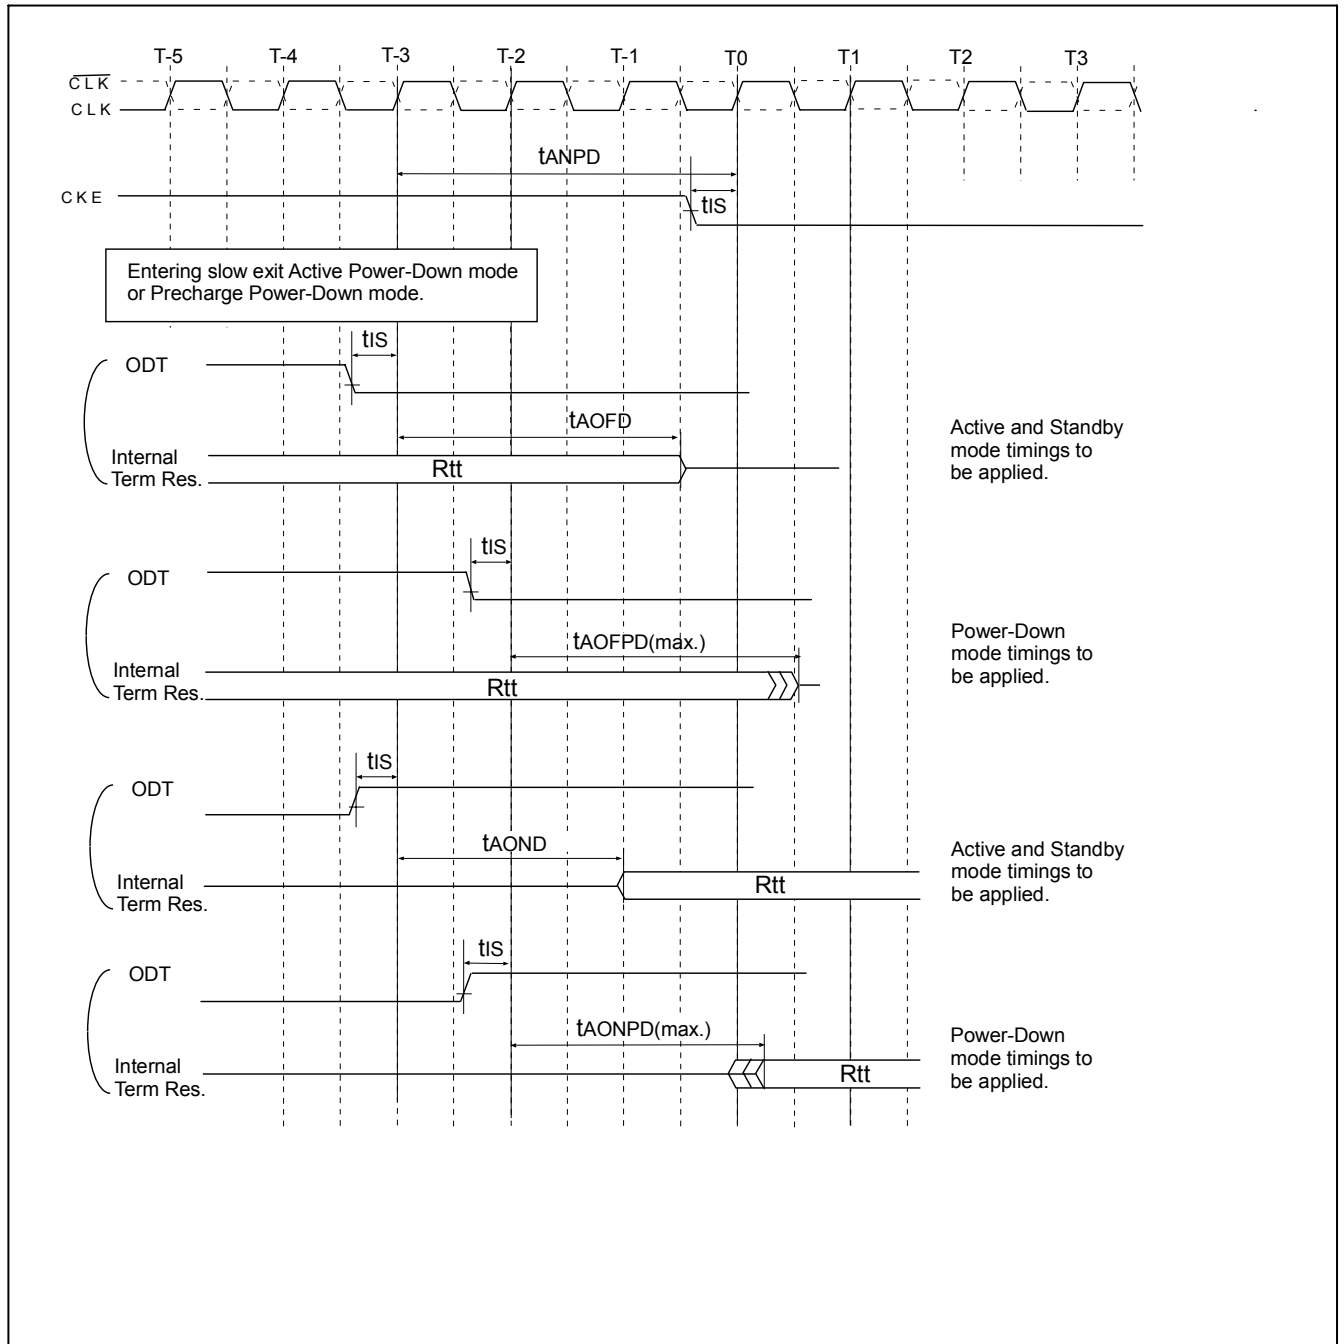 T-5 T-4 T-3 T-2 T-1 T0 T1 T2 T3
CLK
CLK
tANPD
CKE
tIS
Entering slow exit Active Power-Down mode
or Precharge Power-Down mode.
tIS
ODT
tAOFD
Internal
Term Res.
Rtt
Active and Standby
mode timings to
be applied.
tIS
ODT
tAOFPD(max.)
Internal
Term Res.
Rtt
Power-Down
mode timings to
be applied.
tIS
ODT
tAOND
Internal
Term Res.
Rtt
Active and Standby
mode timings to
be applied.
tIS
ODT
tAONPD(max.)
Internal
Term Res.
Rtt
Power-Down
mode timings to
be applied.